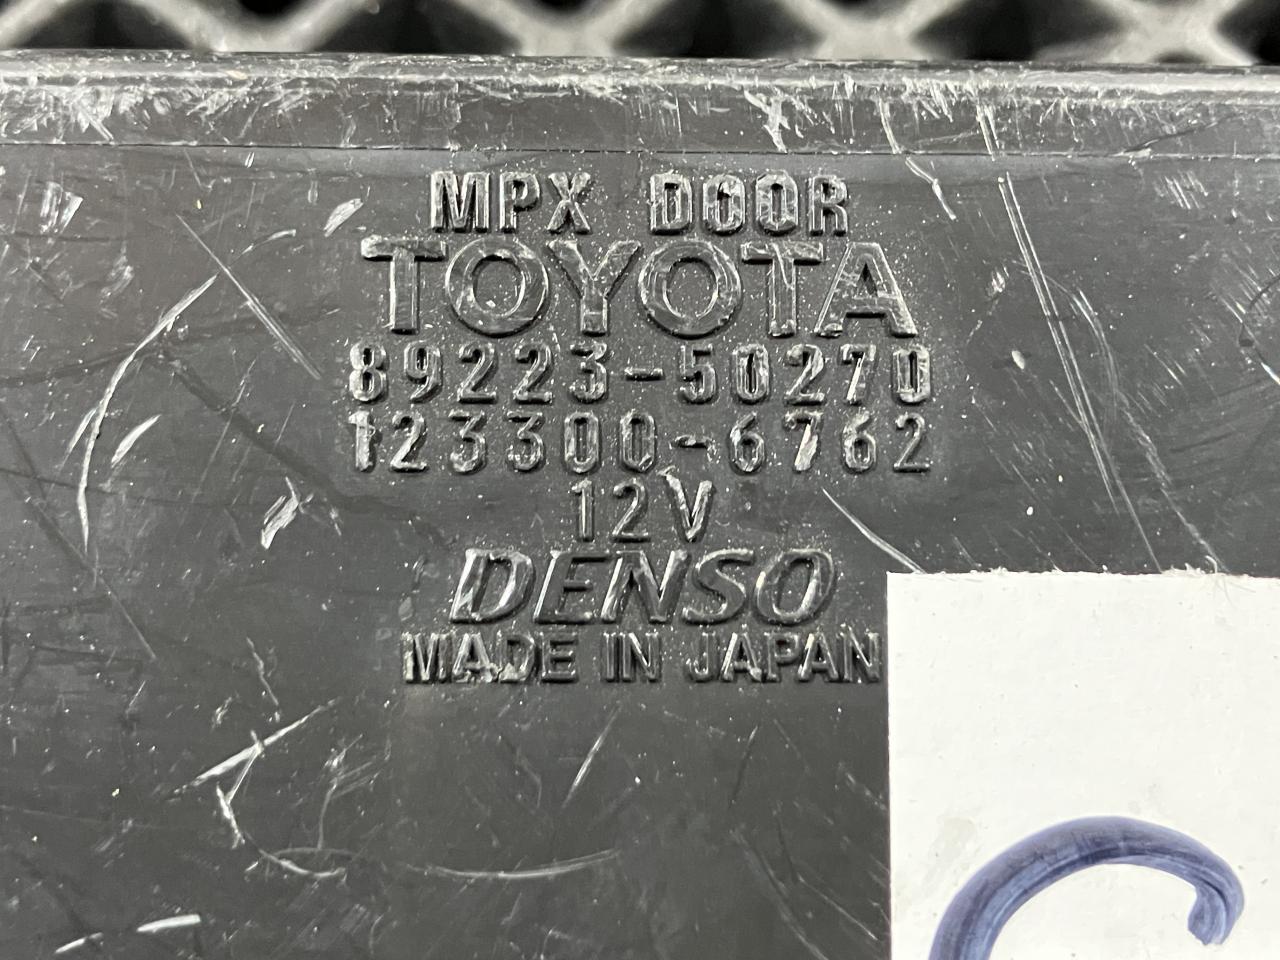 MPX DOOR
TOYOTA
89223-50270
123300-6762
12V
DENSO
MADE IN JAPAN